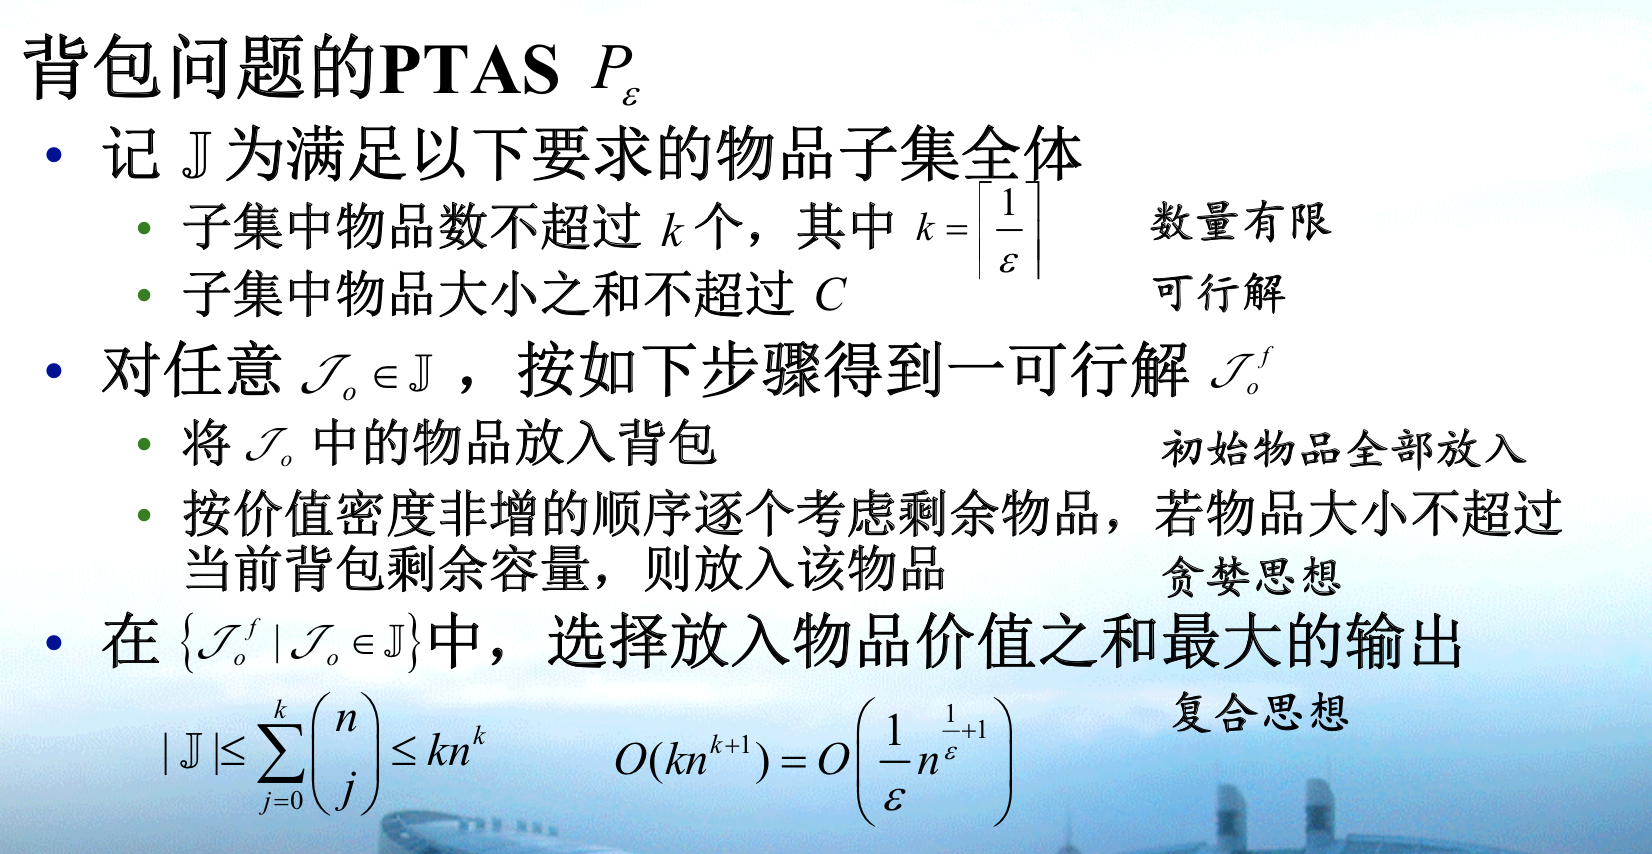 背包问题的PTAS $P_{\varepsilon}$
• 记 $\mathbb{J}$ 为满足以下要求的物品子集全体
• 子集中物品数不超过 $k$ 个，其中 $k=\left\lceil \frac{1}{\varepsilon} \right\rceil$ 数量有限
• 子集中物品大小之和不超过 $C$ 可行解
• 对任意 $\mathcal{J}_o \in \mathbb{J}$ ，按如下步骤得到一可行解 $\mathcal{J}_o^f$
• 将 $\mathcal{J}_o$ 中的物品放入背包 初始物品全部放入
• 按价值密度非增的顺序逐个考虑剩余物品，若物品大小不超过
当前背包剩余容量，则放入该物品 贪婪思想
• 在 $\left\{\mathcal{J}_o^f \mid \mathcal{J}_o \in \mathbb{J}\right\}$ 中，选择放入物品价值之和最大的输出
复合思想
$|\mathbb{J}| \leq \sum_{j=0}^{k} \binom{n}{j} \leq kn^k$ $O(kn^{k+1}) = O\left(\frac{1}{\varepsilon} n^{\frac{1}{\varepsilon}+1}\right)$